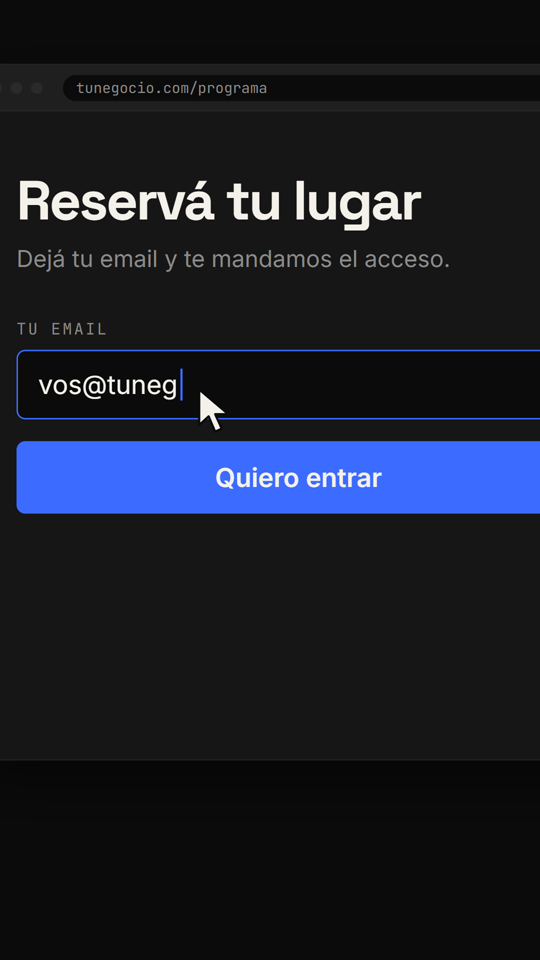 tunegocio.com/programa
Reservá tu lugar
Dejá tu email y te mandamos el acceso.
TU EMAIL
vos@tuneg
Quiero entrar